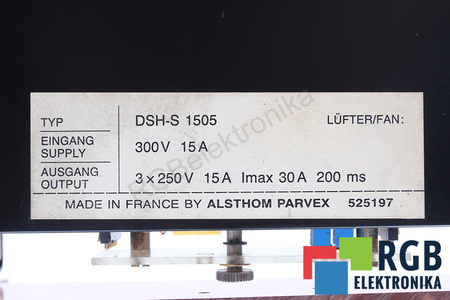 TYP DSH-S 1505 LÜFTER/FAN:
EINGANG
SUPPLY 300V 15A
AUSGANG
OUTPUT 3×250V 15A Imax 30A 200 ms
MADE IN FRANCE BY ALSTHOM PARVEX 525197
RGBelektronika
RGB
ELEKTRONIKA